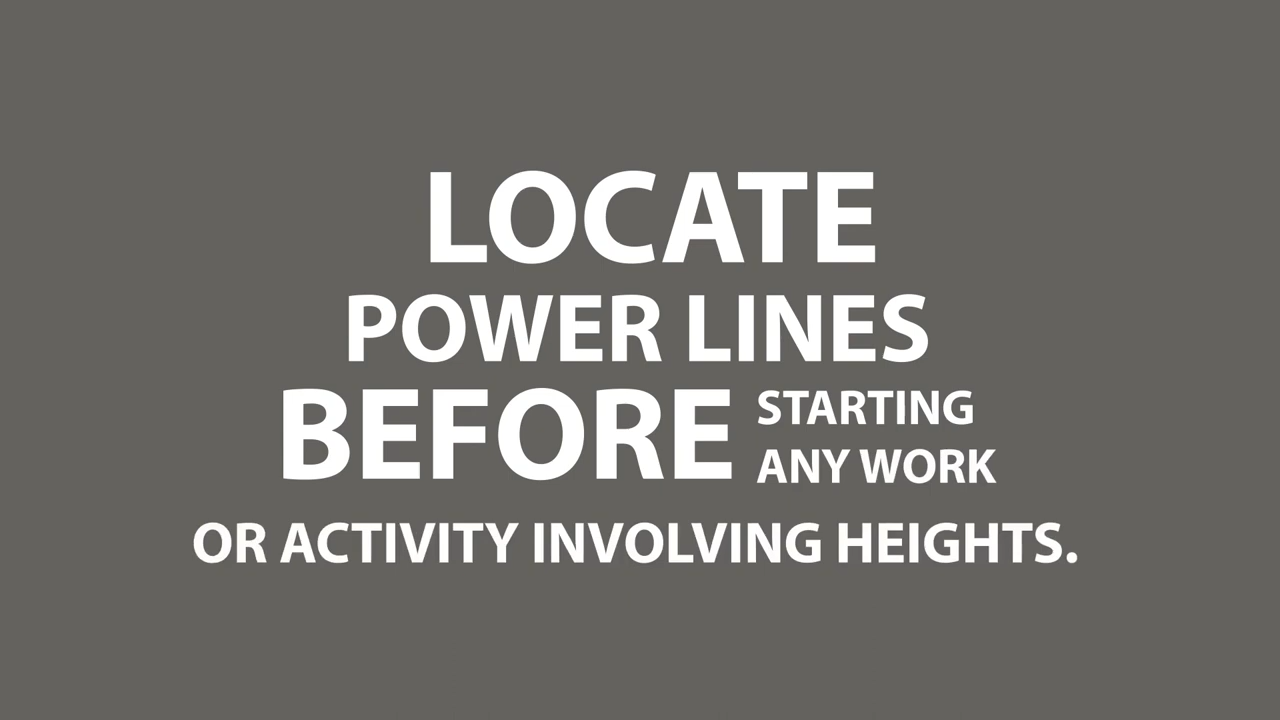 LOCATE
POWER LINES
BEFORE STARTING
ANY WORK
OR ACTIVITY INVOLVING HEIGHTS.